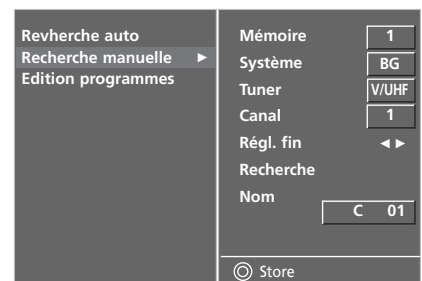 Revherche auto
Recherche manuelle ►
Edition programmes
Mémoire 1
Système BG
Tuner V/UHF
Canal 1
Régl. fin ◄ ►
Recherche
Nom
C 01
Store